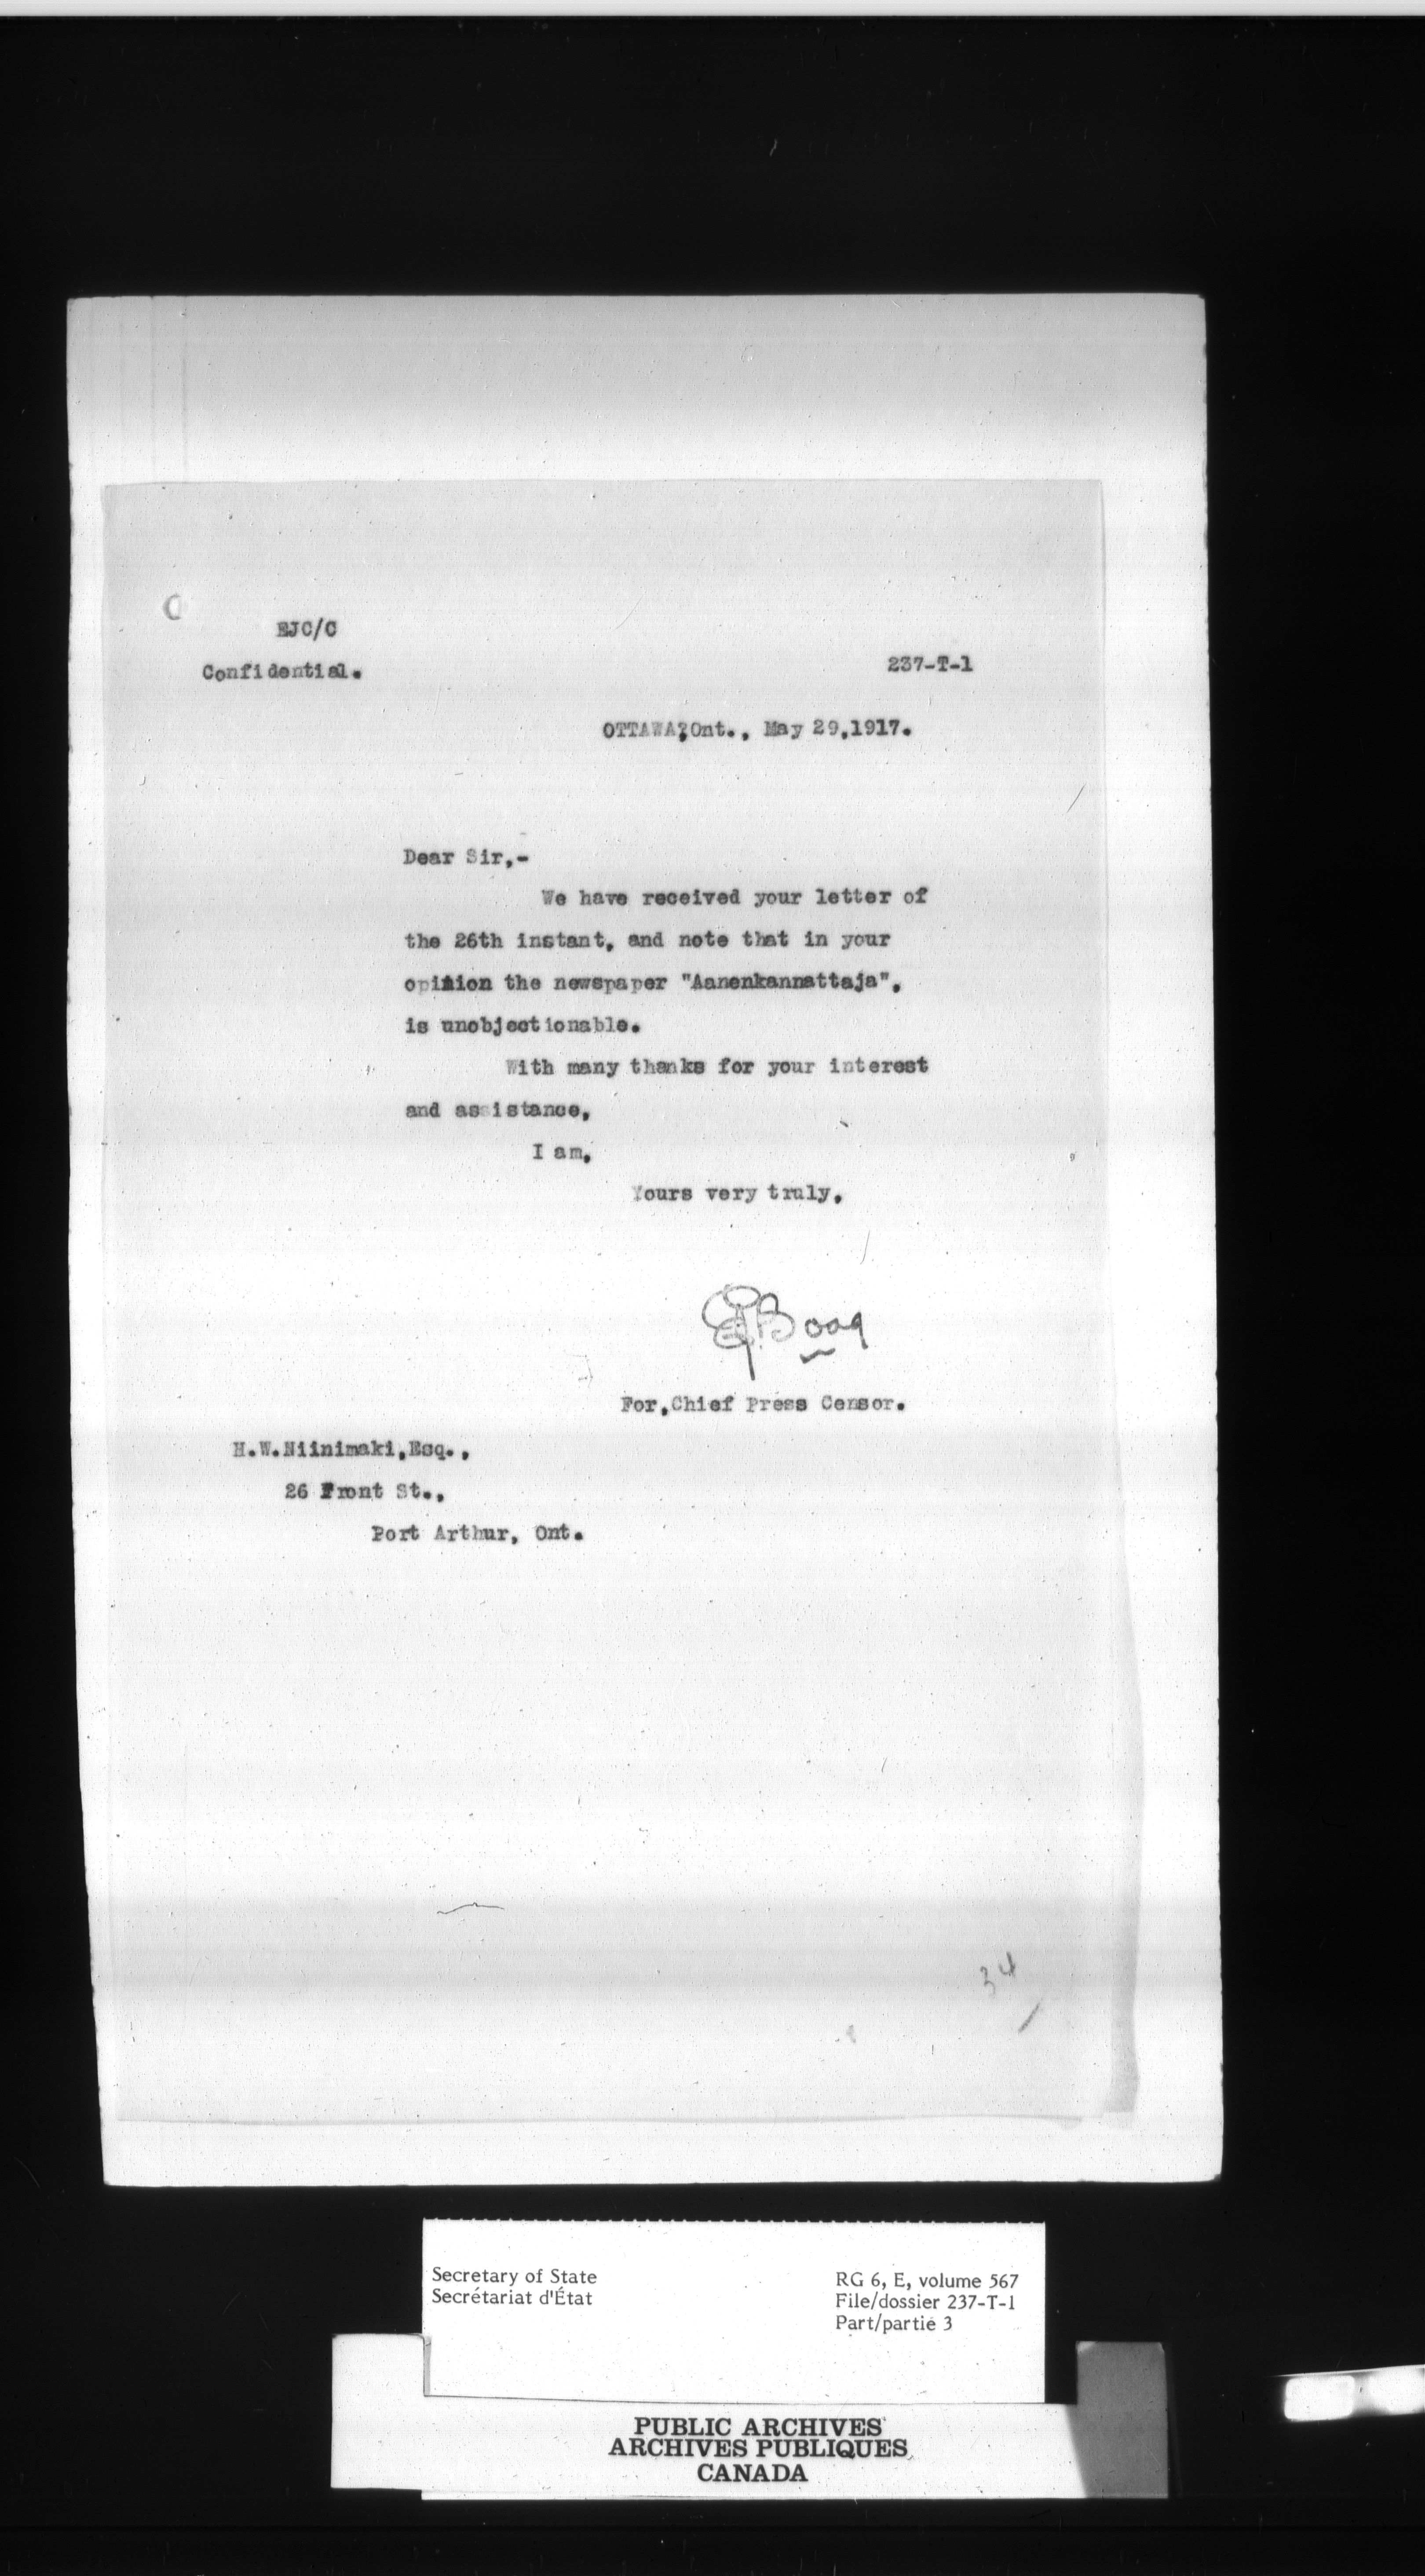 EJC/C
Confidential.
237-T-1
OTTAWA,Ont., May 29,1917.
Dear Sir,-
We have received your letter of
the 26th instant, and note that in your
opinion the newspaper "Aanenkannattaja",
is unobjectionable.
With many thanks for your interest
and assistance,
I am,
Yours very truly,
For,Chief Press Censor.
H.W.Niinimaki,Esq.,
26 Front St.,
Port Arthur, Ont.
34
Secretary of State
Secrétariat d'État
RG 6, E, volume 567
File/dossier 237-T-1
Part/partie 3
PUBLIC ARCHIVES
ARCHIVES PUBLIQUES
CANADA